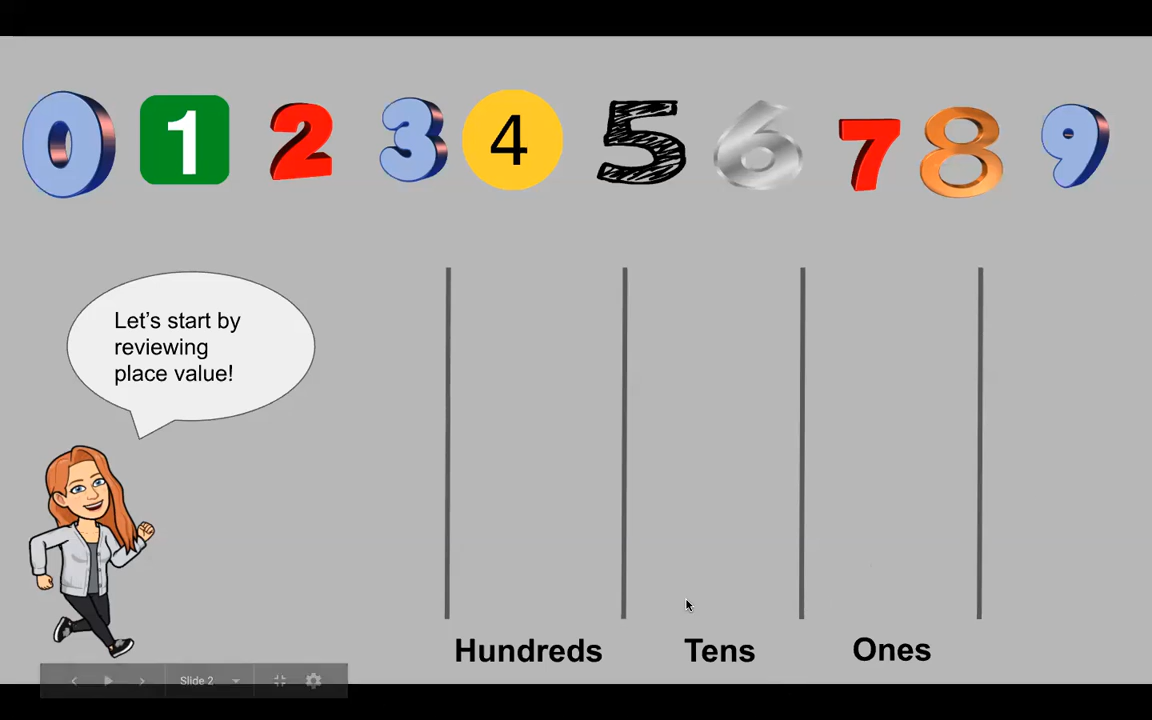 0 1 2 3 4 5 6 7 8 9
Let's start by
reviewing
place value!
Hundreds Tens Ones
Slide 2